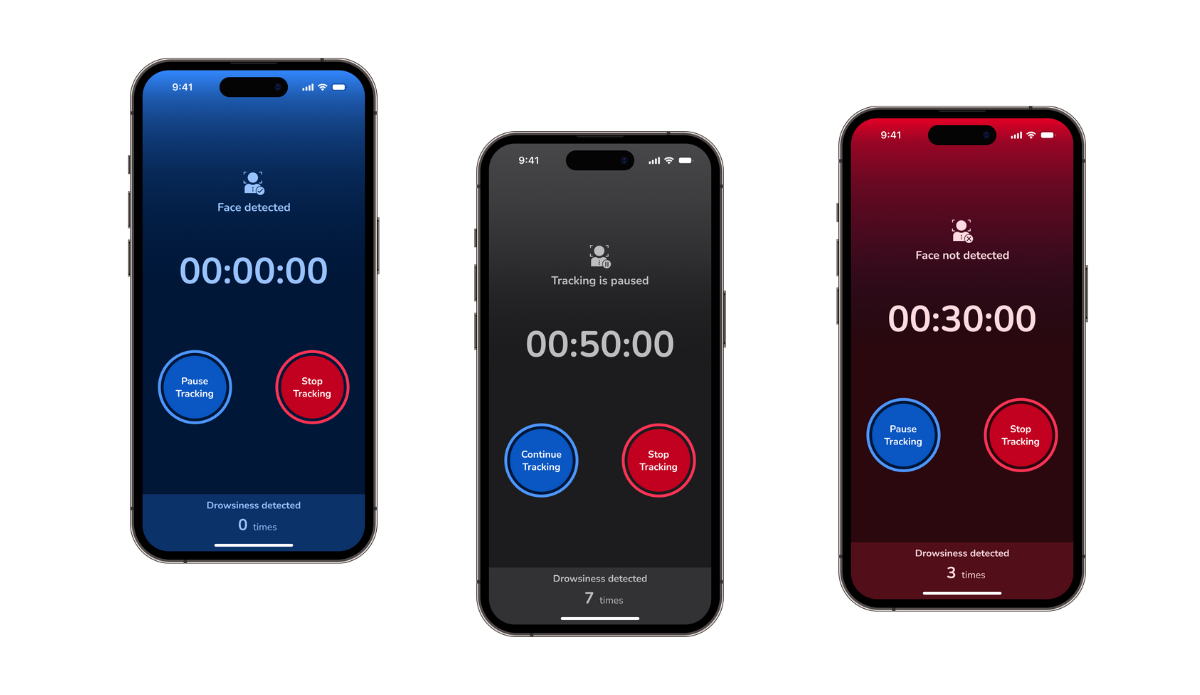 9:41
Face detected
00:00:00
Pause
Tracking
Stop
Tracking
Drowsiness detected
0 times
9:41
Tracking is paused
00:50:00
Continue
Tracking
Stop
Tracking
Drowsiness detected
7 times
9:41
Face not detected
00:30:00
Pause
Tracking
Stop
Tracking
Drowsiness detected
3 times